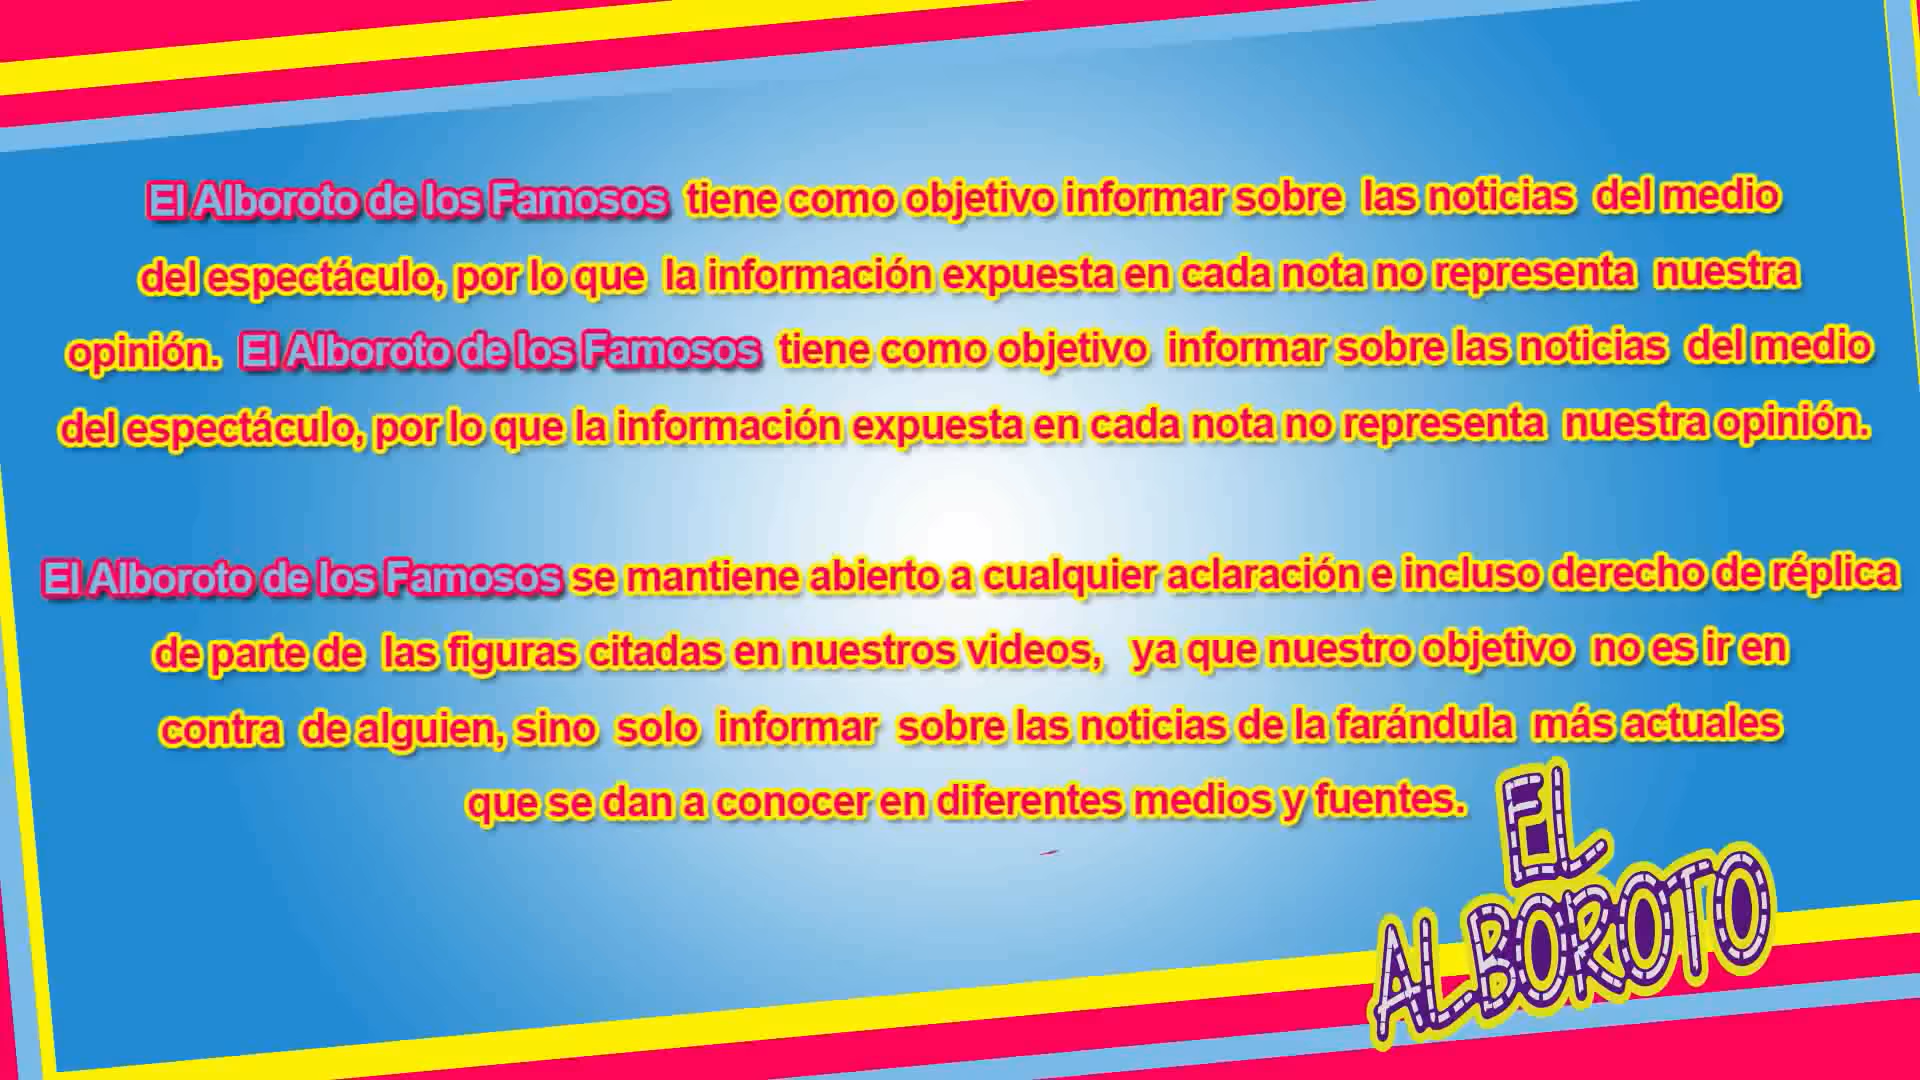 El Alboroto de los Famosos tiene como objetivo informar sobre las noticias del medio
del espectáculo, por lo que la información expuesta en cada nota no representa nuestra
opinión. El Alboroto de los Famosos tiene como objetivo informar sobre las noticias del medio
del espectáculo, por lo que la información expuesta en cada nota no representa nuestra opinión.
El Alboroto de los Famosos se mantiene abierto a cualquier aclaración e incluso derecho de réplica
de parte de las figuras citadas en nuestros videos, ya que nuestro objetivo no es ir en
contra de alguien, sino solo informar sobre las noticias de la farándula más actuales
que se dan a conocer en diferentes medios y fuentes.
EL
ALBOROTO